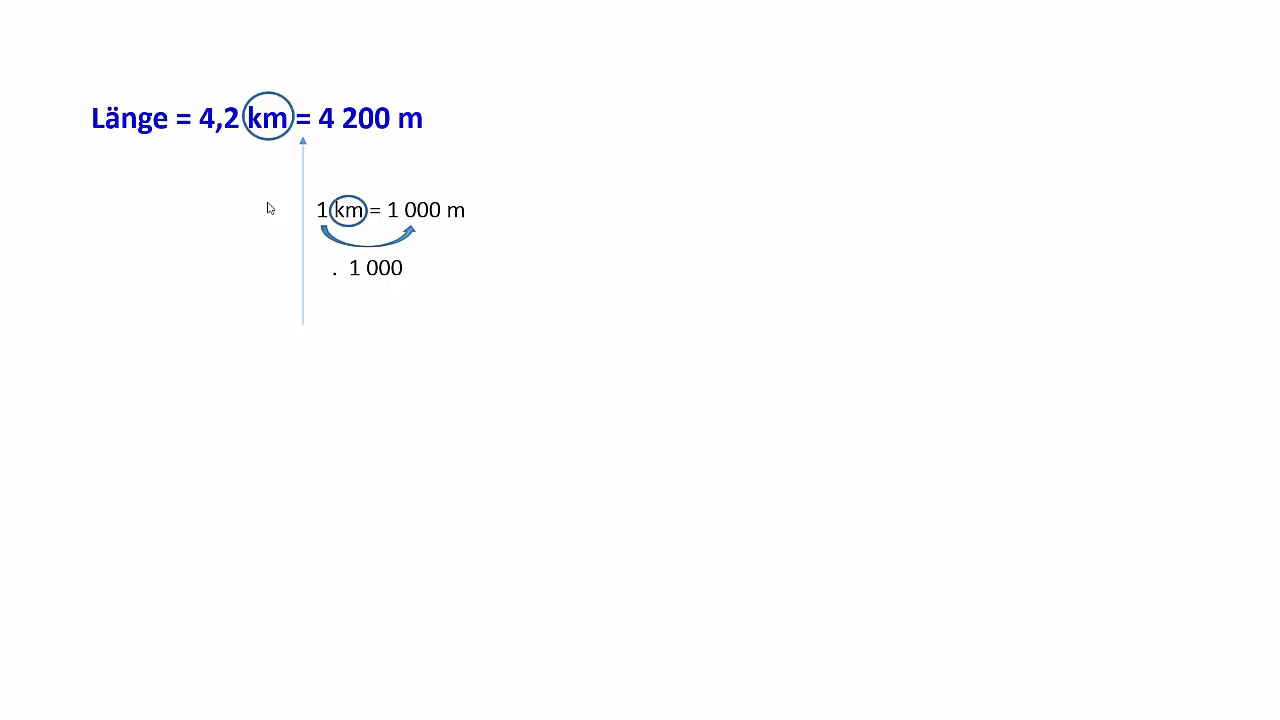 Länge = 4,2 km = 4 200 m
1 km = 1 000 m
. 1 000